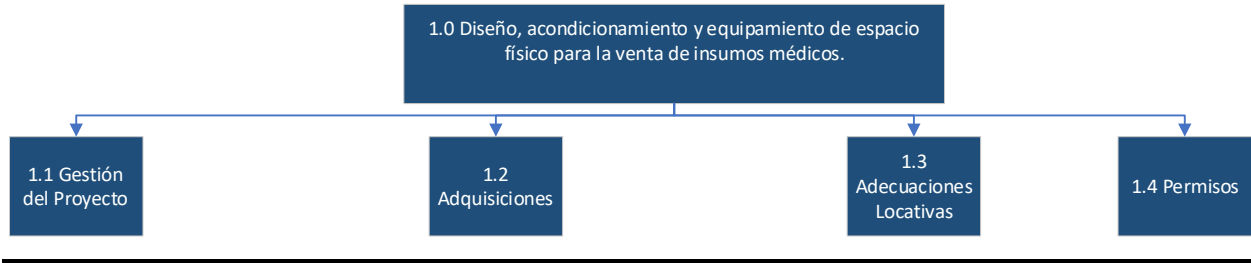 1.0 Diseño, acondicionamiento y equipamiento de espacio
físico para la venta de insumos médicos.
1.1 Gestión
del Proyecto
1.2
Adquisiciones
1.3
Adecuaciones
Locativas
1.4 Permisos